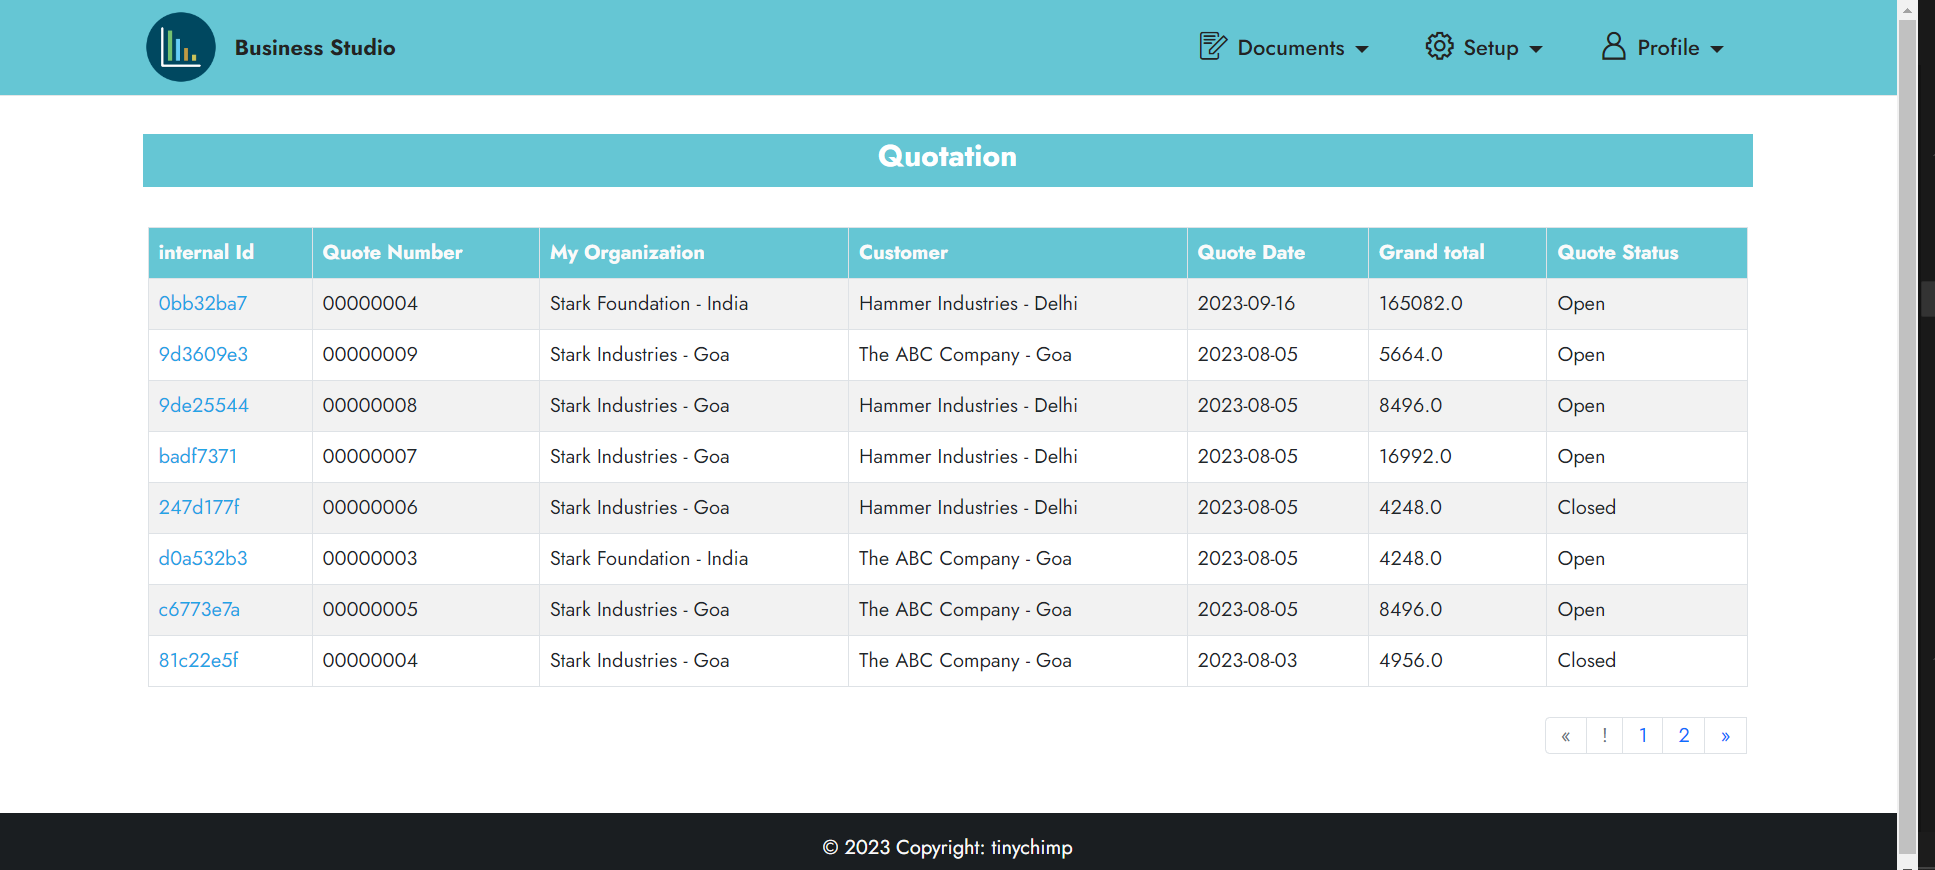 Business Studio Documents Setup Profile
Quotation
internal Id Quote Number My Organization Customer Quote Date Grand total Quote Status
0bb32ba7 00000004 Stark Foundation - India Hammer Industries - Delhi 2023-09-16 165082.0 Open
9d3609e3 00000009 Stark Industries - Goa The ABC Company - Goa 2023-08-05 5664.0 Open
9de25544 00000008 Stark Industries - Goa Hammer Industries - Delhi 2023-08-05 8496.0 Open
badf7371 00000007 Stark Industries - Goa Hammer Industries - Delhi 2023-08-05 16992.0 Open
247d177f 00000006 Stark Industries - Goa Hammer Industries - Delhi 2023-08-05 4248.0 Closed
d0a532b3 00000003 Stark Foundation - India The ABC Company - Goa 2023-08-05 4248.0 Open
c6773e7a 00000005 Stark Industries - Goa The ABC Company - Goa 2023-08-05 8496.0 Open
81c22e5f 00000004 Stark Industries - Goa The ABC Company - Goa 2023-08-03 4956.0 Closed
« ! 1 2 »
© 2023 Copyright: tinychimp